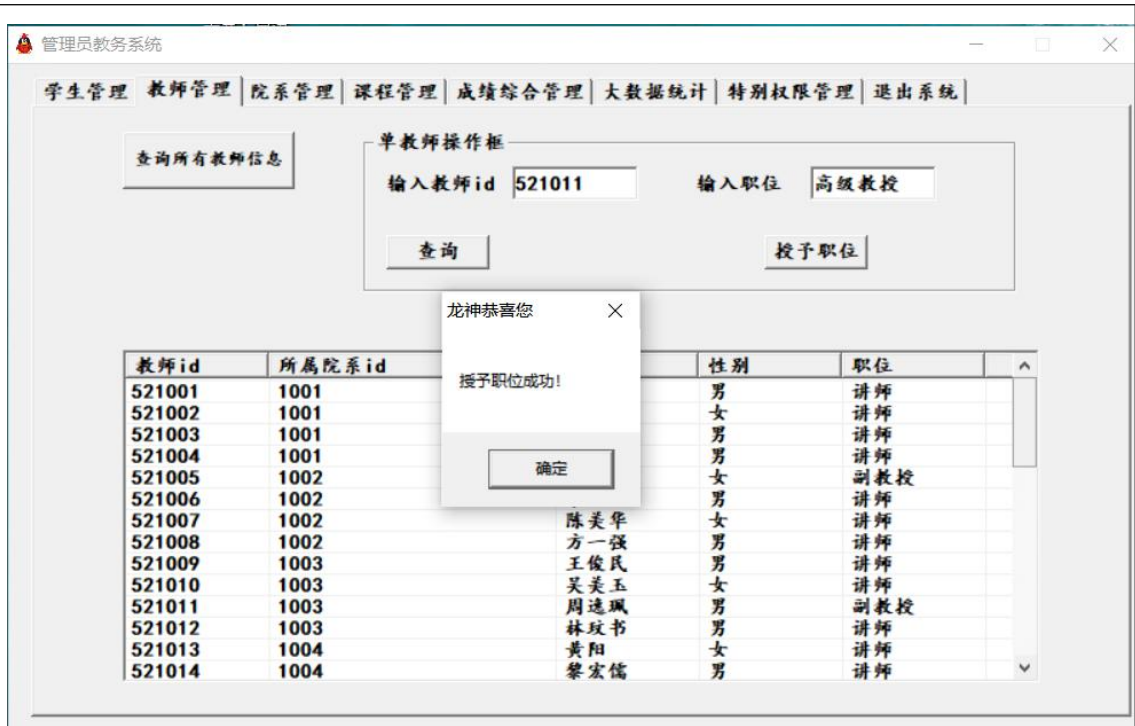 管理员教务系统
学生管理 教师管理 院系管理 课程管理 成绩综合管理 大数据统计 特别权限管理 退出系统
查询所有教师信息
单教师操作框
输入教师id 521011 输入职位 高级教授
查询 授予职位
龙神恭喜您
授予职位成功!
确定
教师id 所属院系id 性别 职位
521001 1001 男 讲师
521002 1001 女 讲师
521003 1001 男 讲师
521004 1001 男 讲师
521005 1002 女 副教授
521006 1002 男 讲师
521007 1002 陈美华 女 讲师
521008 1002 方一强 男 讲师
521009 1003 王俊民 男 讲师
521010 1003 吴美玉 女 讲师
521011 1003 周逸珮 男 副教授
521012 1003 林玟书 男 讲师
521013 1004 黄阳 女 讲师
521014 1004 黎宏儒 男 讲师